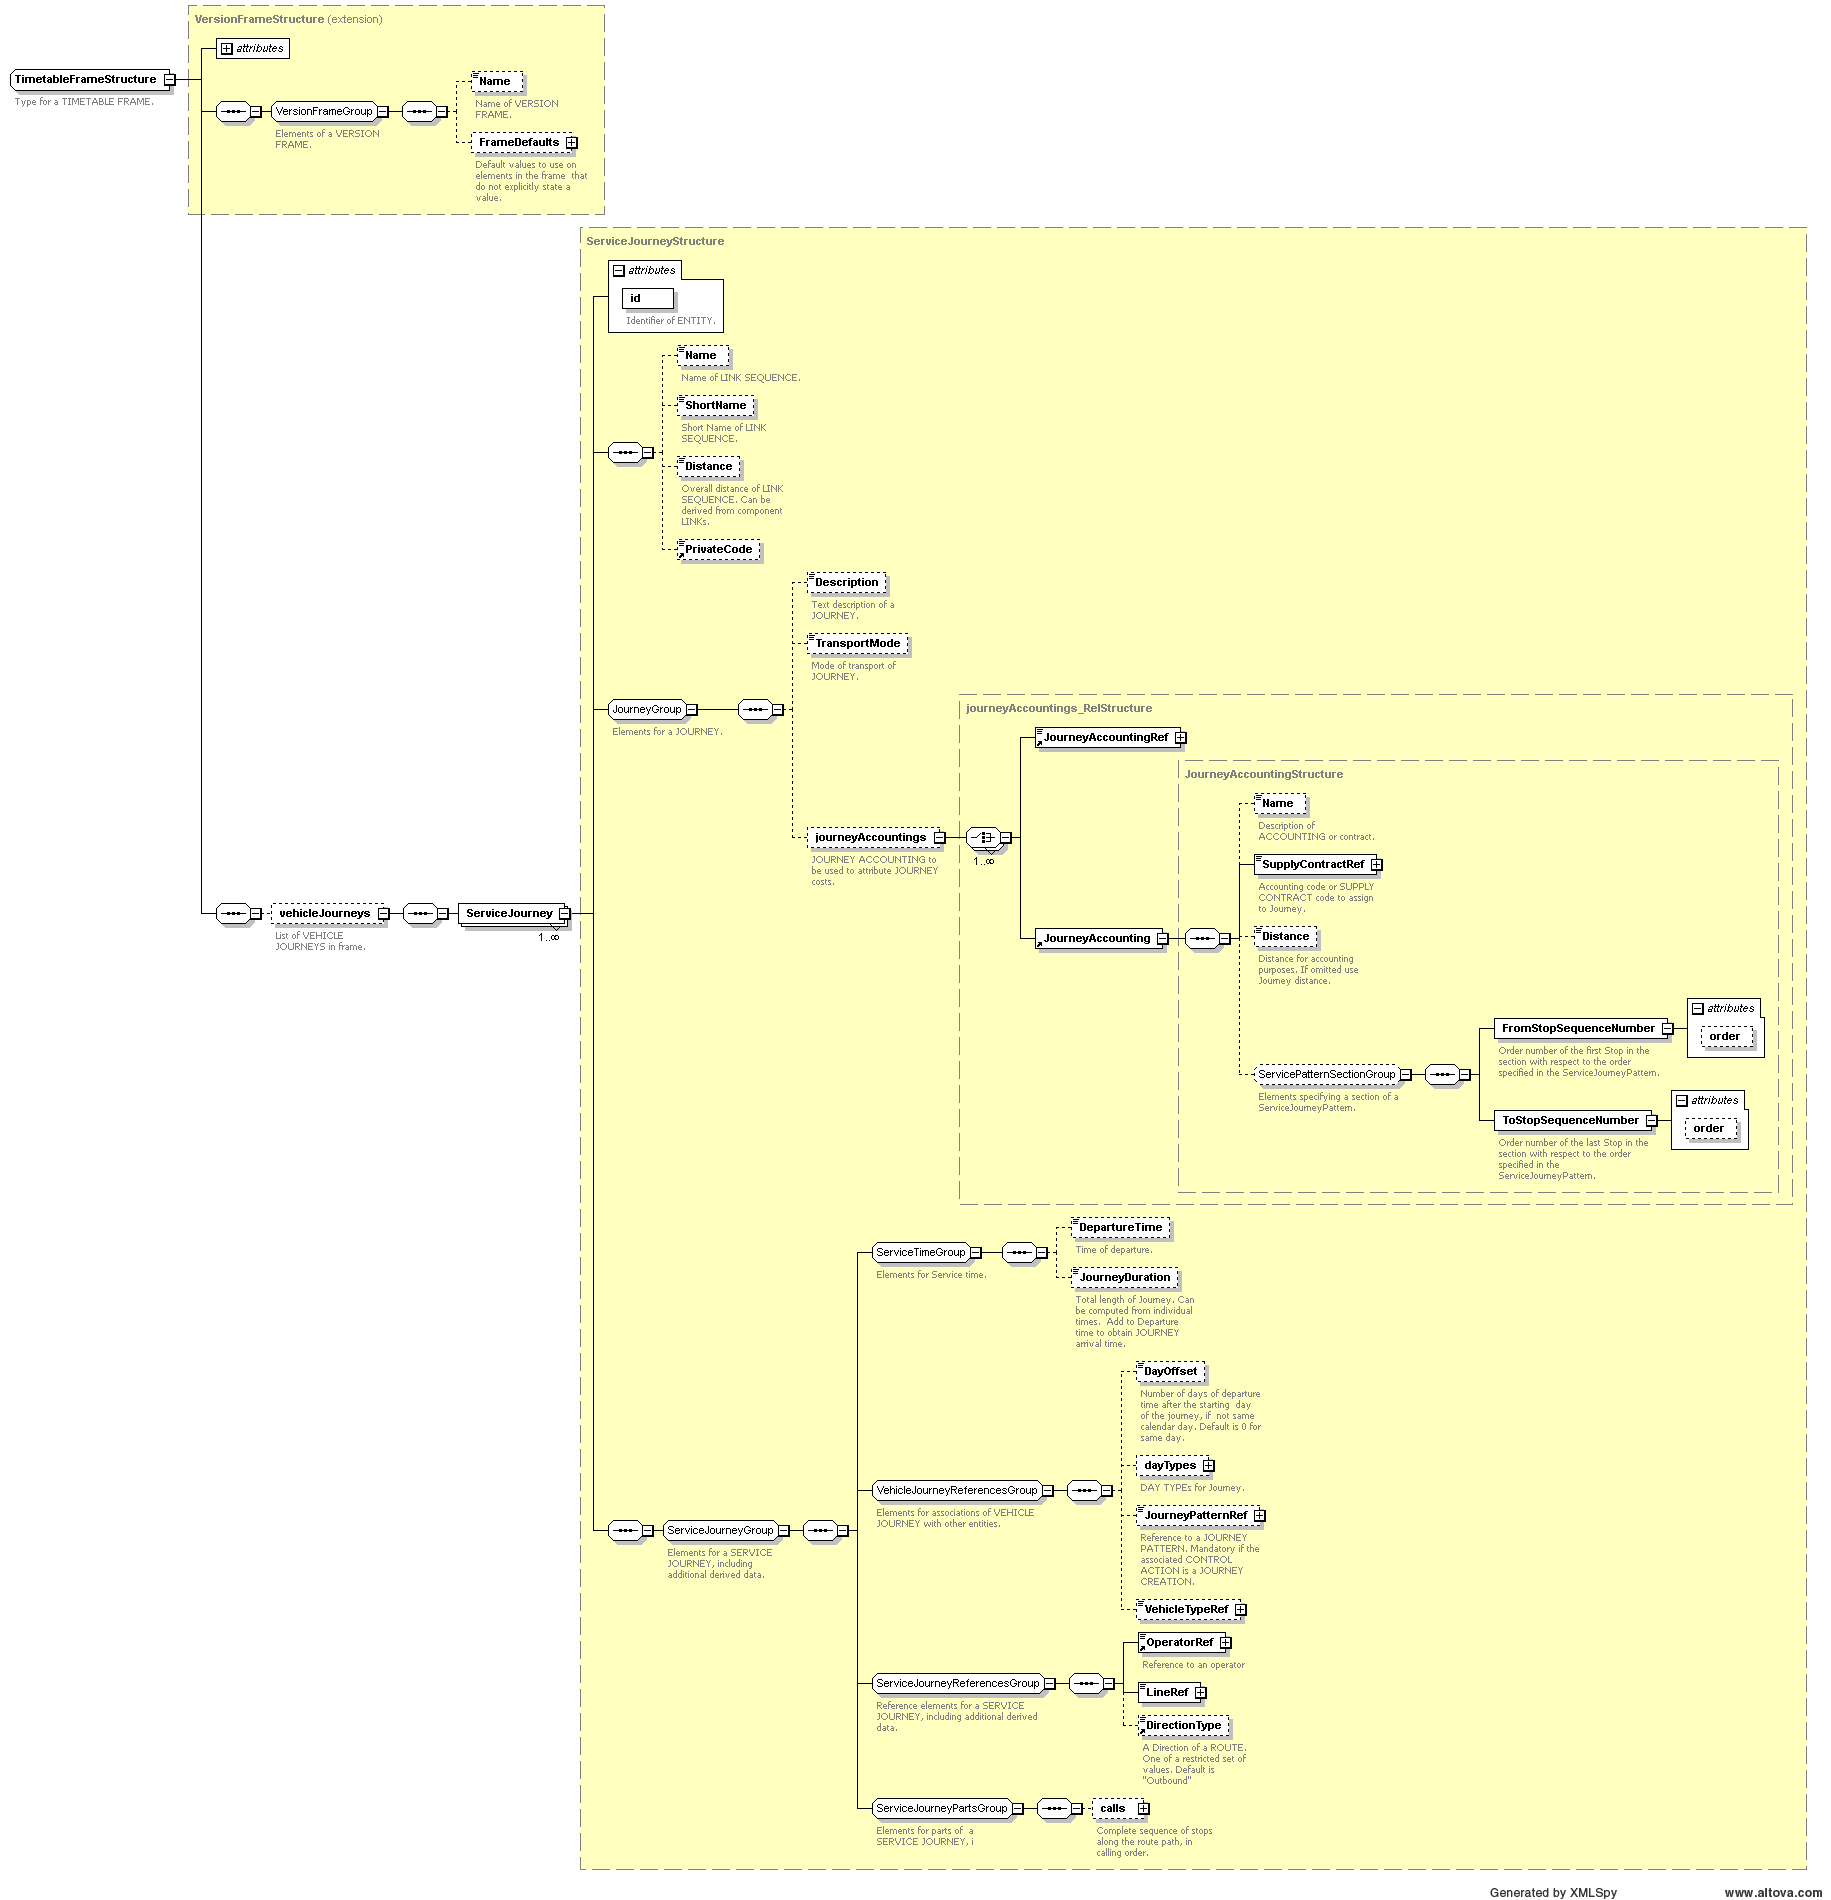 VersionFrameStructure (extension)
attributes
TimetableFrameStructure
Type for a TIMETABLE FRAME.
VersionFrameGroup
Elements of a VERSION
FRAME.
Name
Name of VERSION
FRAME.
FrameDefaults
Default values to use on
elements in the frame  that
do not explicitly state a
value.
vehicleJourneys
List of VEHICLE
JOURNEYS in frame.
ServiceJourney
1..∞
ServiceJourneyStructure
attributes
id
Identifier of ENTITY.
Name
Name of LINK SEQUENCE.
ShortName
Short Name of LINK
SEQUENCE.
Distance
Overall distance of LINK
SEQUENCE. Can be
derived from component
LINKs.
PrivateCode
JourneyGroup
Elements for a JOURNEY.
Description
Text description of a
JOURNEY.
TransportMode
Mode of transport of
JOURNEY.
journeyAccountings
JOURNEY ACCOUNTING to
be used to attribute JOURNEY
costs.
journeyAccountings_RelStructure
1..∞
JourneyAccountingRef
JourneyAccounting
JourneyAccountingStructure
Name
Description of
ACCOUNTING or contract.
SupplyContractRef
Accounting code or SUPPLY
CONTRACT code to assign
to Journey.
Distance
Distance for accounting
purposes. If omitted use
Journey distance.
ServicePatternSectionGroup
Elements specifying a section of a
ServiceJourneyPattern.
FromStopSequenceNumber
Order number of the first Stop in the
section with respect to the order
specified in the ServiceJourneyPattern.
attributes
order
ToStopSequenceNumber
Order number of the last Stop in the
section with respect to the order
specified in the
ServiceJourneyPattern.
attributes
order
ServiceJourneyGroup
Elements for a SERVICE
JOURNEY, including
additional derived data.
ServiceTimeGroup
Elements for Service time.
DepartureTime
Time of departure.
JourneyDuration
Total length of Journey. Can
be computed from individual
times.  Add to Departure
time to obtain JOURNEY
arrival time.
VehicleJourneyReferencesGroup
Elements for associations of VEHICLE
JOURNEY with other entities.
DayOffset
Number of days of departure
time after the starting  day
of the journey, if  not same
calendar day. Default is 0 for
same day.
dayTypes
DAY TYPEs for Journey.
JourneyPatternRef
Reference to a JOURNEY
PATTERN. Mandatory if the
associated CONTROL
ACTION is a JOURNEY
CREATION.
VehicleTypeRef
ServiceJourneyReferencesGroup
Reference elements for a SERVICE
JOURNEY, including additional derived
data.
OperatorRef
Reference to an operator
LineRef
DirectionType
A Direction of a ROUTE.
One of a restricted set of
values. Default is
"Outbound"
ServiceJourneyPartsGroup
Elements for parts of  a
SERVICE JOURNEY, i
calls
Complete sequence of stops
along the route path, in
calling order.
Generated by XMLSpy
www.altova.com